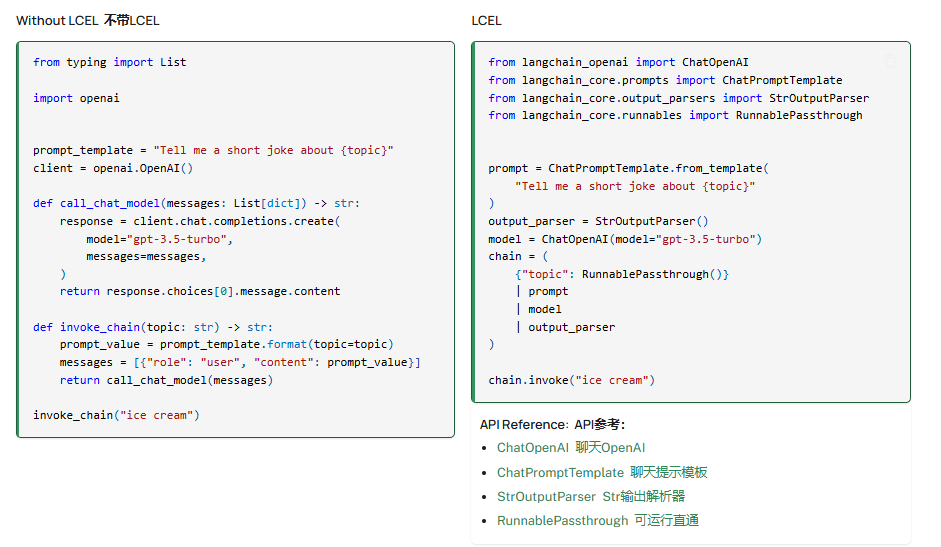 Without LCEL 不带LCEL
from typing import List
import openai
prompt_template = "Tell me a short joke about {topic}"
client = openai.OpenAI()
def call_chat_model(messages: List[dict]) -> str:
    response = client.chat.completions.create(
        model="gpt-3.5-turbo",
        messages=messages,
    )
    return response.choices[0].message.content
def invoke_chain(topic: str) -> str:
    prompt_value = prompt_template.format(topic=topic)
    messages = [{"role": "user", "content": prompt_value}]
    return call_chat_model(messages)
invoke_chain("ice cream")
LCEL
from langchain_openai import ChatOpenAI
from langchain_core.prompts import ChatPromptTemplate
from langchain_core.output_parsers import StrOutputParser
from langchain_core.runnables import RunnablePassthrough
prompt = ChatPromptTemplate.from_template(
    "Tell me a short joke about {topic}"
)
output_parser = StrOutputParser()
model = ChatOpenAI(model="gpt-3.5-turbo")
chain = (
    {"topic": RunnablePassthrough()}
    | prompt
    | model
    | output_parser
)
chain.invoke("ice cream")
API Reference: API参考：
• ChatOpenAI 聊天OpenAI
• ChatPromptTemplate 聊天提示模板
• StrOutputParser Str输出解析器
• RunnablePassthrough 可运行直通